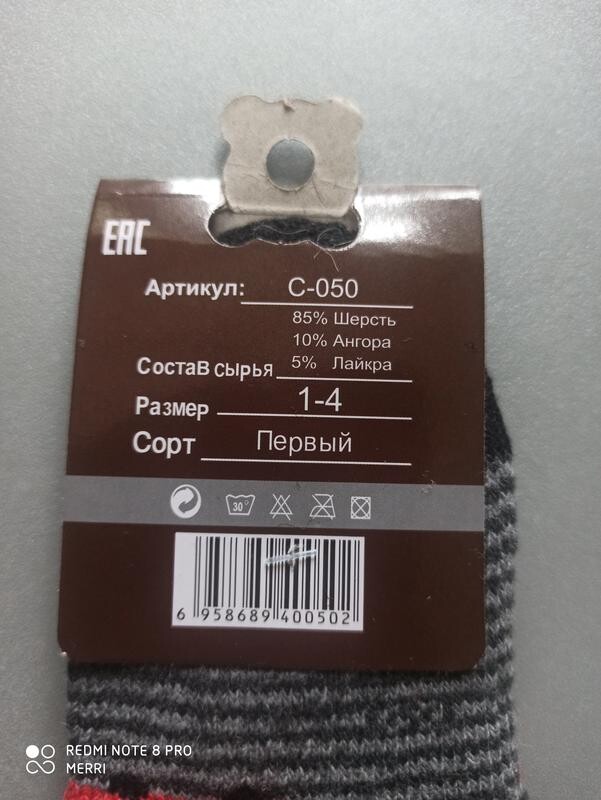 ЕАС
Артикул: С-050
85% Шерсть
10% Ангора
Состав сырья 5% Лайкра
Размер 1-4
Сорт Первый
30°
6 958689 400502
REDMI NOTE 8 PRO
MERRI